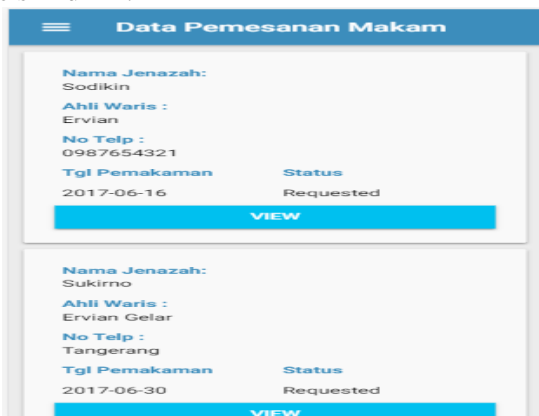 Data Pemesanan Makam
Nama Jenazah:
Sodikin
Ahli Waris :
Ervian
No Telp :
0987654321
Tgl Pemakaman Status
2017-06-16 Requested
VIEW
Nama Jenazah:
Sukirno
Ahli Waris :
Ervian Gelar
No Telp :
Tangerang
Tgl Pemakaman Status
2017-06-30 Requested
VIEW